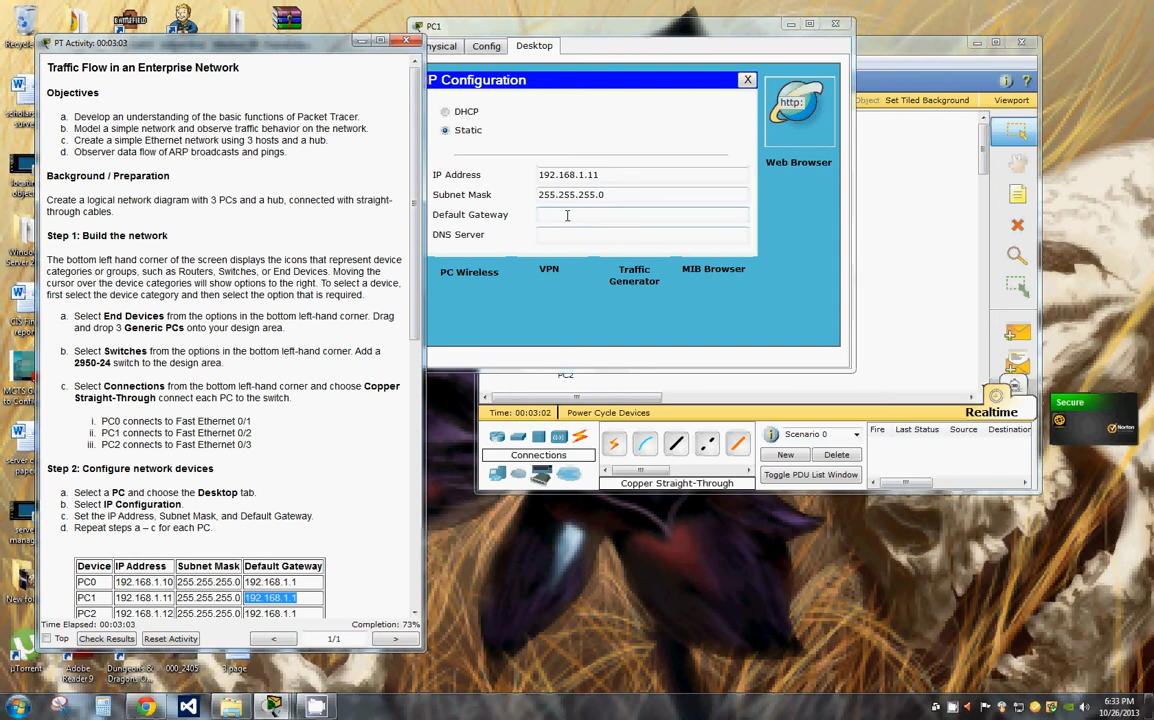 PT Activity: 00:03:03
Traffic Flow in an Enterprise Network
Objectives
a. Develop an understanding of the basic functions of Packet Tracer.
b. Model a simple network and observe traffic behavior on the network.
c. Create a simple Ethernet network using 3 hosts and a hub.
d. Observer data flow of ARP broadcasts and pings.
Background / Preparation
Create a logical network diagram with 3 PCs and a hub, connected with straight-
through cables.
Step 1: Build the network
The bottom left hand corner of the screen displays the icons that represent device
categories or groups, such as Routers, Switches, or End Devices. Moving the
cursor over the device categories will show options to the right. To select a device,
first select the device category and then select the option that is required.
a. Select End Devices from the options in the bottom left-hand corner. Drag
and drop 3 Generic PCs onto your design area.
b. Select Switches from the options in the bottom left-hand corner. Add a
2950-24 switch to the design area.
c. Select Connections from the bottom left-hand corner and choose Copper
Straight-Through connect each PC to the switch.
i. PC0 connects to Fast Ethernet 0/1
ii. PC1 connects to Fast Ethernet 0/2
iii. PC2 connects to Fast Ethernet 0/3
Step 2: Configure network devices
a. Select a PC and choose the Desktop tab.
b. Select IP Configuration.
c. Set the IP Address, Subnet Mask, and Default Gateway.
d. Repeat steps a – c for each PC.
Device IP Address Subnet Mask Default Gateway
PC0 192.168.1.10 255.255.255.0 192.168.1.1
PC1 192.168.1.11 255.255.255.0 192.168.1.1
PC2 192.168.1.12 255.255.255.0 192.168.1.1
Time Elapsed: 00:03:03 Completion: 73%
Top Check Results Reset Activity < 1/1 >
PC1
hysical Config Desktop
P Configuration X
DHCP
Static
IP Address 192.168.1.11
Subnet Mask 255.255.255.0
Default Gateway
DNS Server
http:
Web Browser
PC Wireless
VPN
Traffic
Generator
MIB Browser
Object Set Tiled Background Viewport
PC2
Time: 00:03:02 Power Cycle Devices
Realtime
Connections
Copper Straight-Through
Scenario 0
New Delete
Toggle PDU List Window
Fire Last Status Source Destination
Secure
Norton
BATTLEFIELD
Recycle
µTorrent
Adobe
Reader 9
Dungeons &
Dragons O...
000_2405
3 page
6:33 PM
10/26/2013